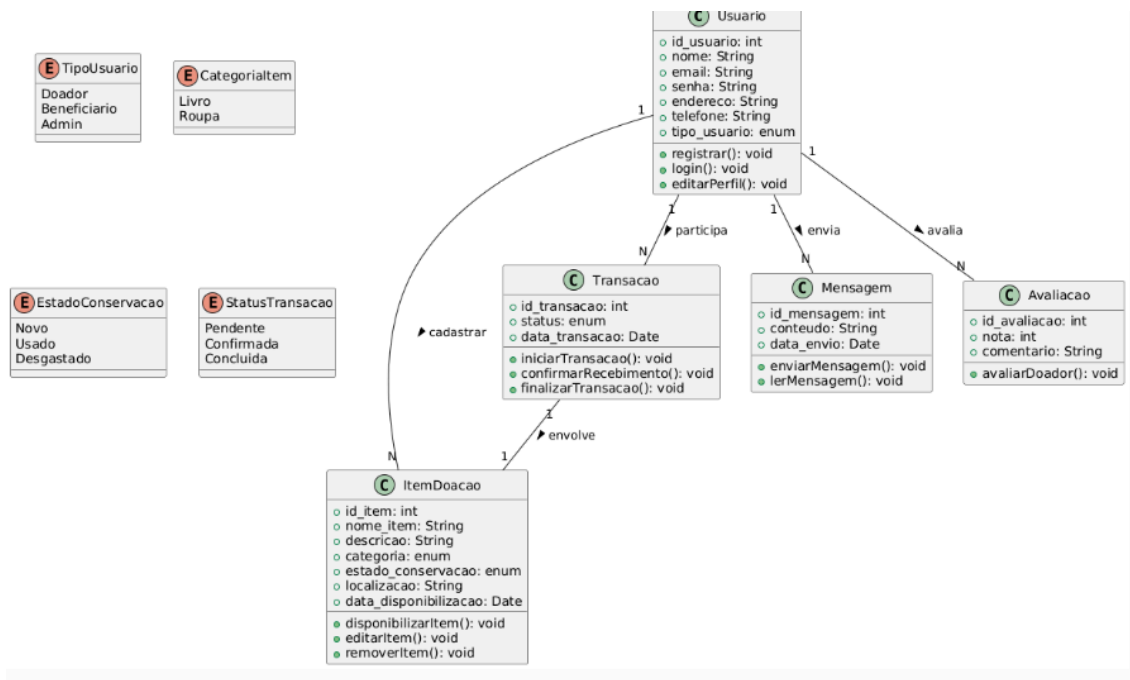 C Usuario
id_usuario: int
nome: String
email: String
senha: String
endereco: String
telefone: String
tipo_usuario: enum
registrar(): void
login(): void
editarPerfil(): void
E TipoUsuario
Doador
Beneficiario
Admin
E CategoriaItem
Livro
Roupa
1
1
1
1
participa
envia
avalia
N
N
N
E EstadoConservacao
Novo
Usado
Desgastado
E StatusTransacao
Pendente
Confirmada
Concluida
cadastrar
C Transacao
id_transacao: int
status: enum
data_transacao: Date
iniciarTransacao(): void
confirmarRecebimento(): void
finalizarTransacao(): void
C Mensagem
id_mensagem: int
conteudo: String
data_envio: Date
enviarMensagem(): void
lerMensagem(): void
C Avaliacao
id_avaliacao: int
nota: int
comentario: String
avaliarDoador(): void
1
envolve
N
1
C ItemDoacao
id_item: int
nome_item: String
descricao: String
categoria: enum
estado_conservacao: enum
localizacao: String
data_disponibilizacao: Date
disponibilizarItem(): void
editarItem(): void
removerItem(): void